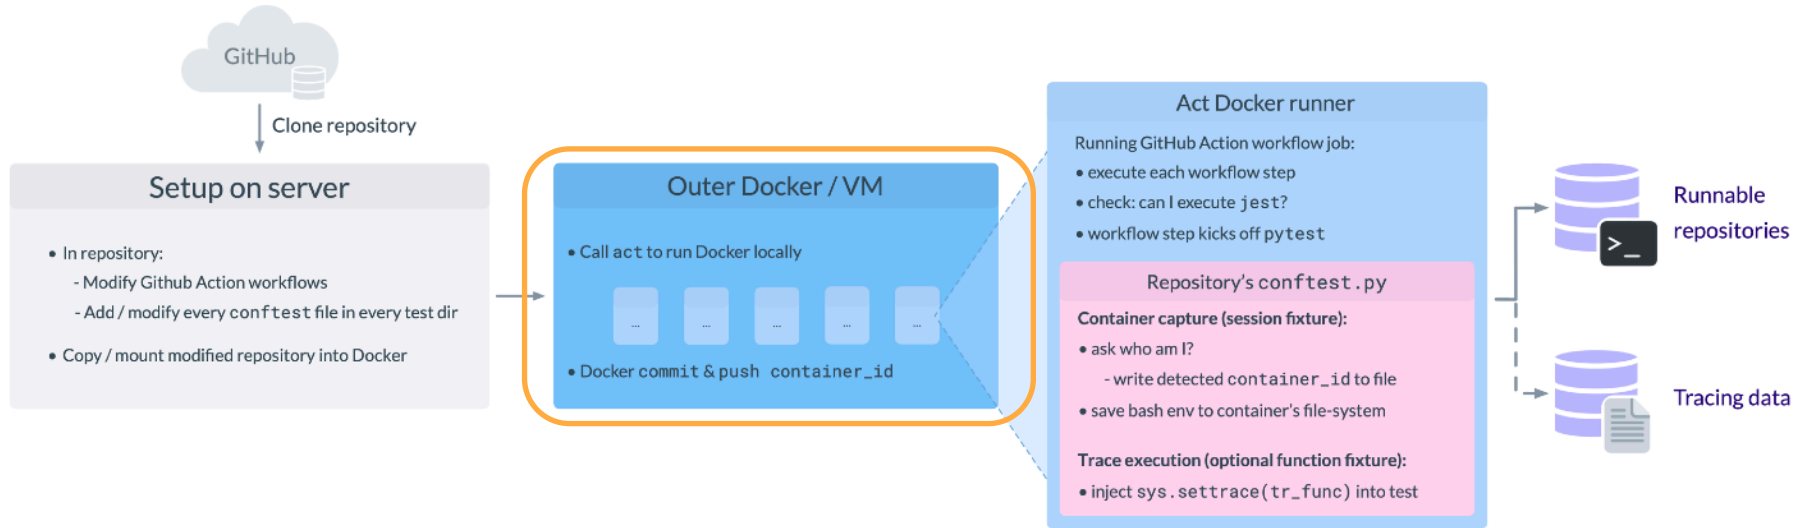 GitHub
Clone repository
Setup on server
• In repository:
- Modify Github Action workflows
- Add / modify every conftest file in every test dir
• Copy / mount modified repository into Docker
Outer Docker / VM
• Call act to run Docker locally
... ... ... ... ...
• Docker commit & push container_id
Act Docker runner
Running GitHub Action workflow job:
• execute each workflow step
• check: can I execute jest?
• workflow step kicks off pytest
Repository's conftest.py
Container capture (session fixture):
• ask who am I?
- write detected container_id to file
• save bash env to container's file-system
Trace execution (optional function fixture):
• inject sys.settrace(tr_func) into test
>_
Runnable
repositories
Tracing data